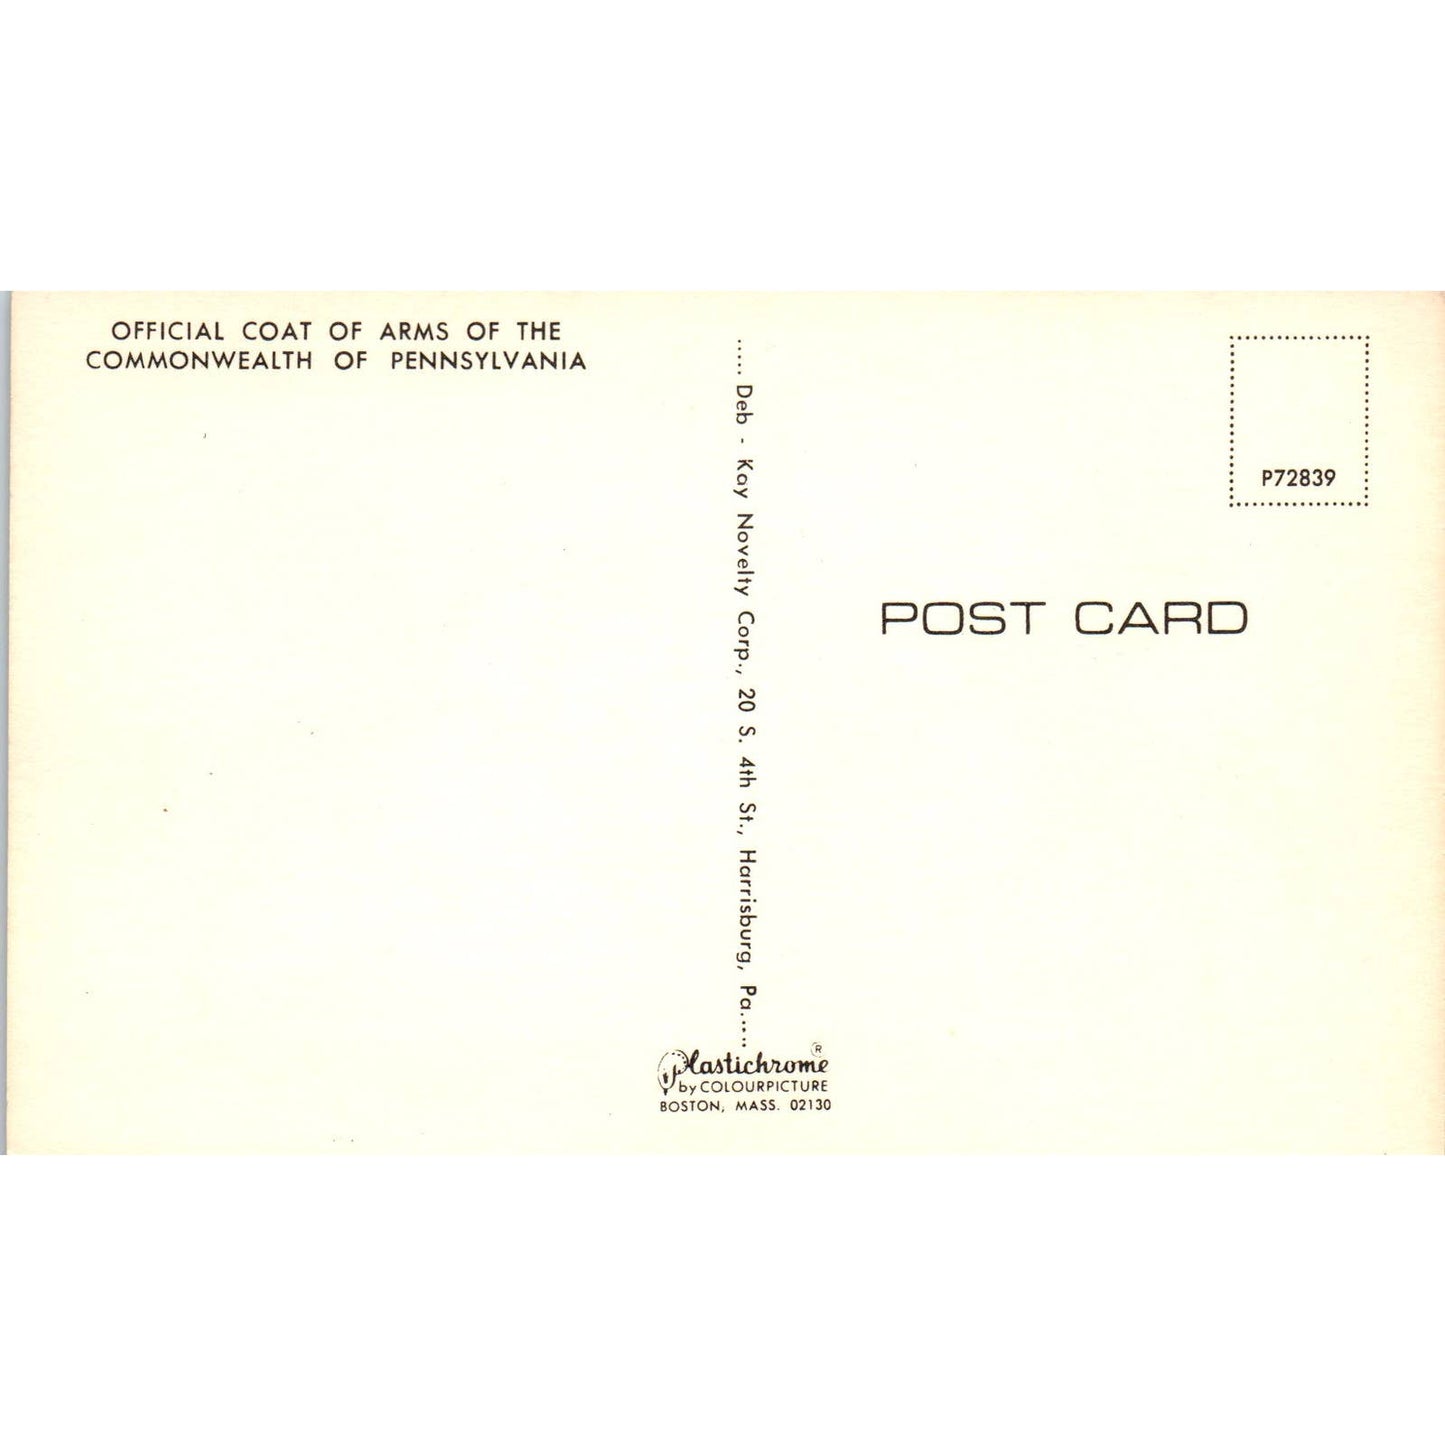 OFFICIAL COAT OF ARMS OF THE
COMMONWEALTH OF PENNSYLVANIA
..... Deb - Kay Novelty Corp., 20 S. 4th St., Harrisburg, Pa.....
Plastichrome®
by COLOURPICTURE
BOSTON, MASS. 02130
P72839
POST CARD